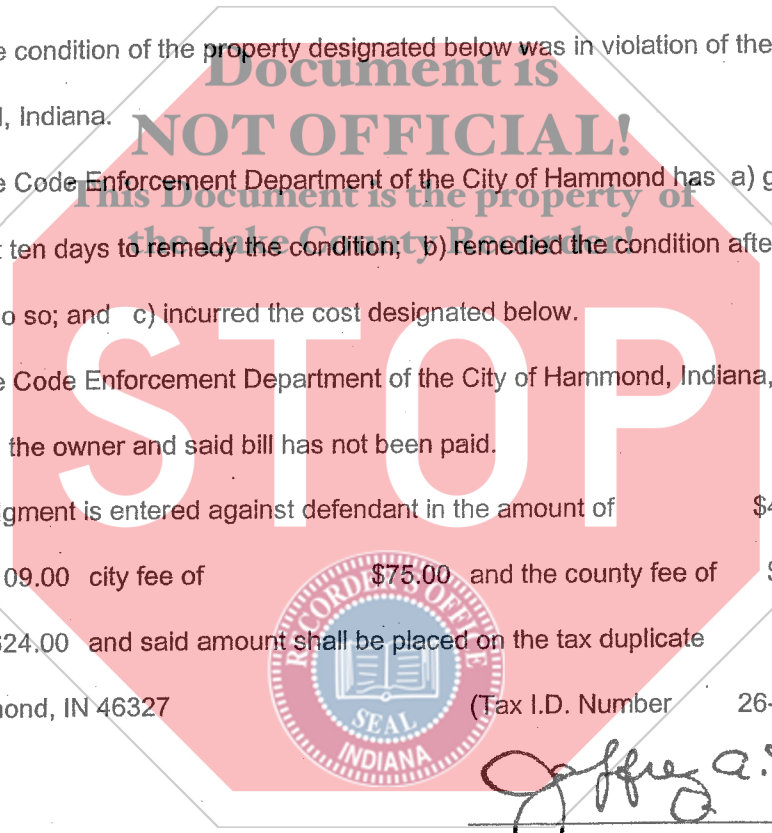 e condition of the property designated below was in violation of the
Document is
, Indiana.
NOT OFFICIAL!
e Code Enforcement Department of the City of Hammond has a) g
This Document is the property of
t ten days to remedy the condition; b) remedied the condition afte
the Lake County Recorder!
o so; and c) incurred the cost designated below.
STOP
e Code Enforcement Department of the City of Hammond, Indiana,
the owner and said bill has not been paid.
gment is entered against defendant in the amount of $4
09.00 city fee of $75.00 and the county fee of $
624.00 and said amount shall be placed on the tax duplicate
RECORDER'S OFFICE
SEAL
INDIANA
ond, IN 46327 (Tax I.D. Number 26-
Jeffrey A.